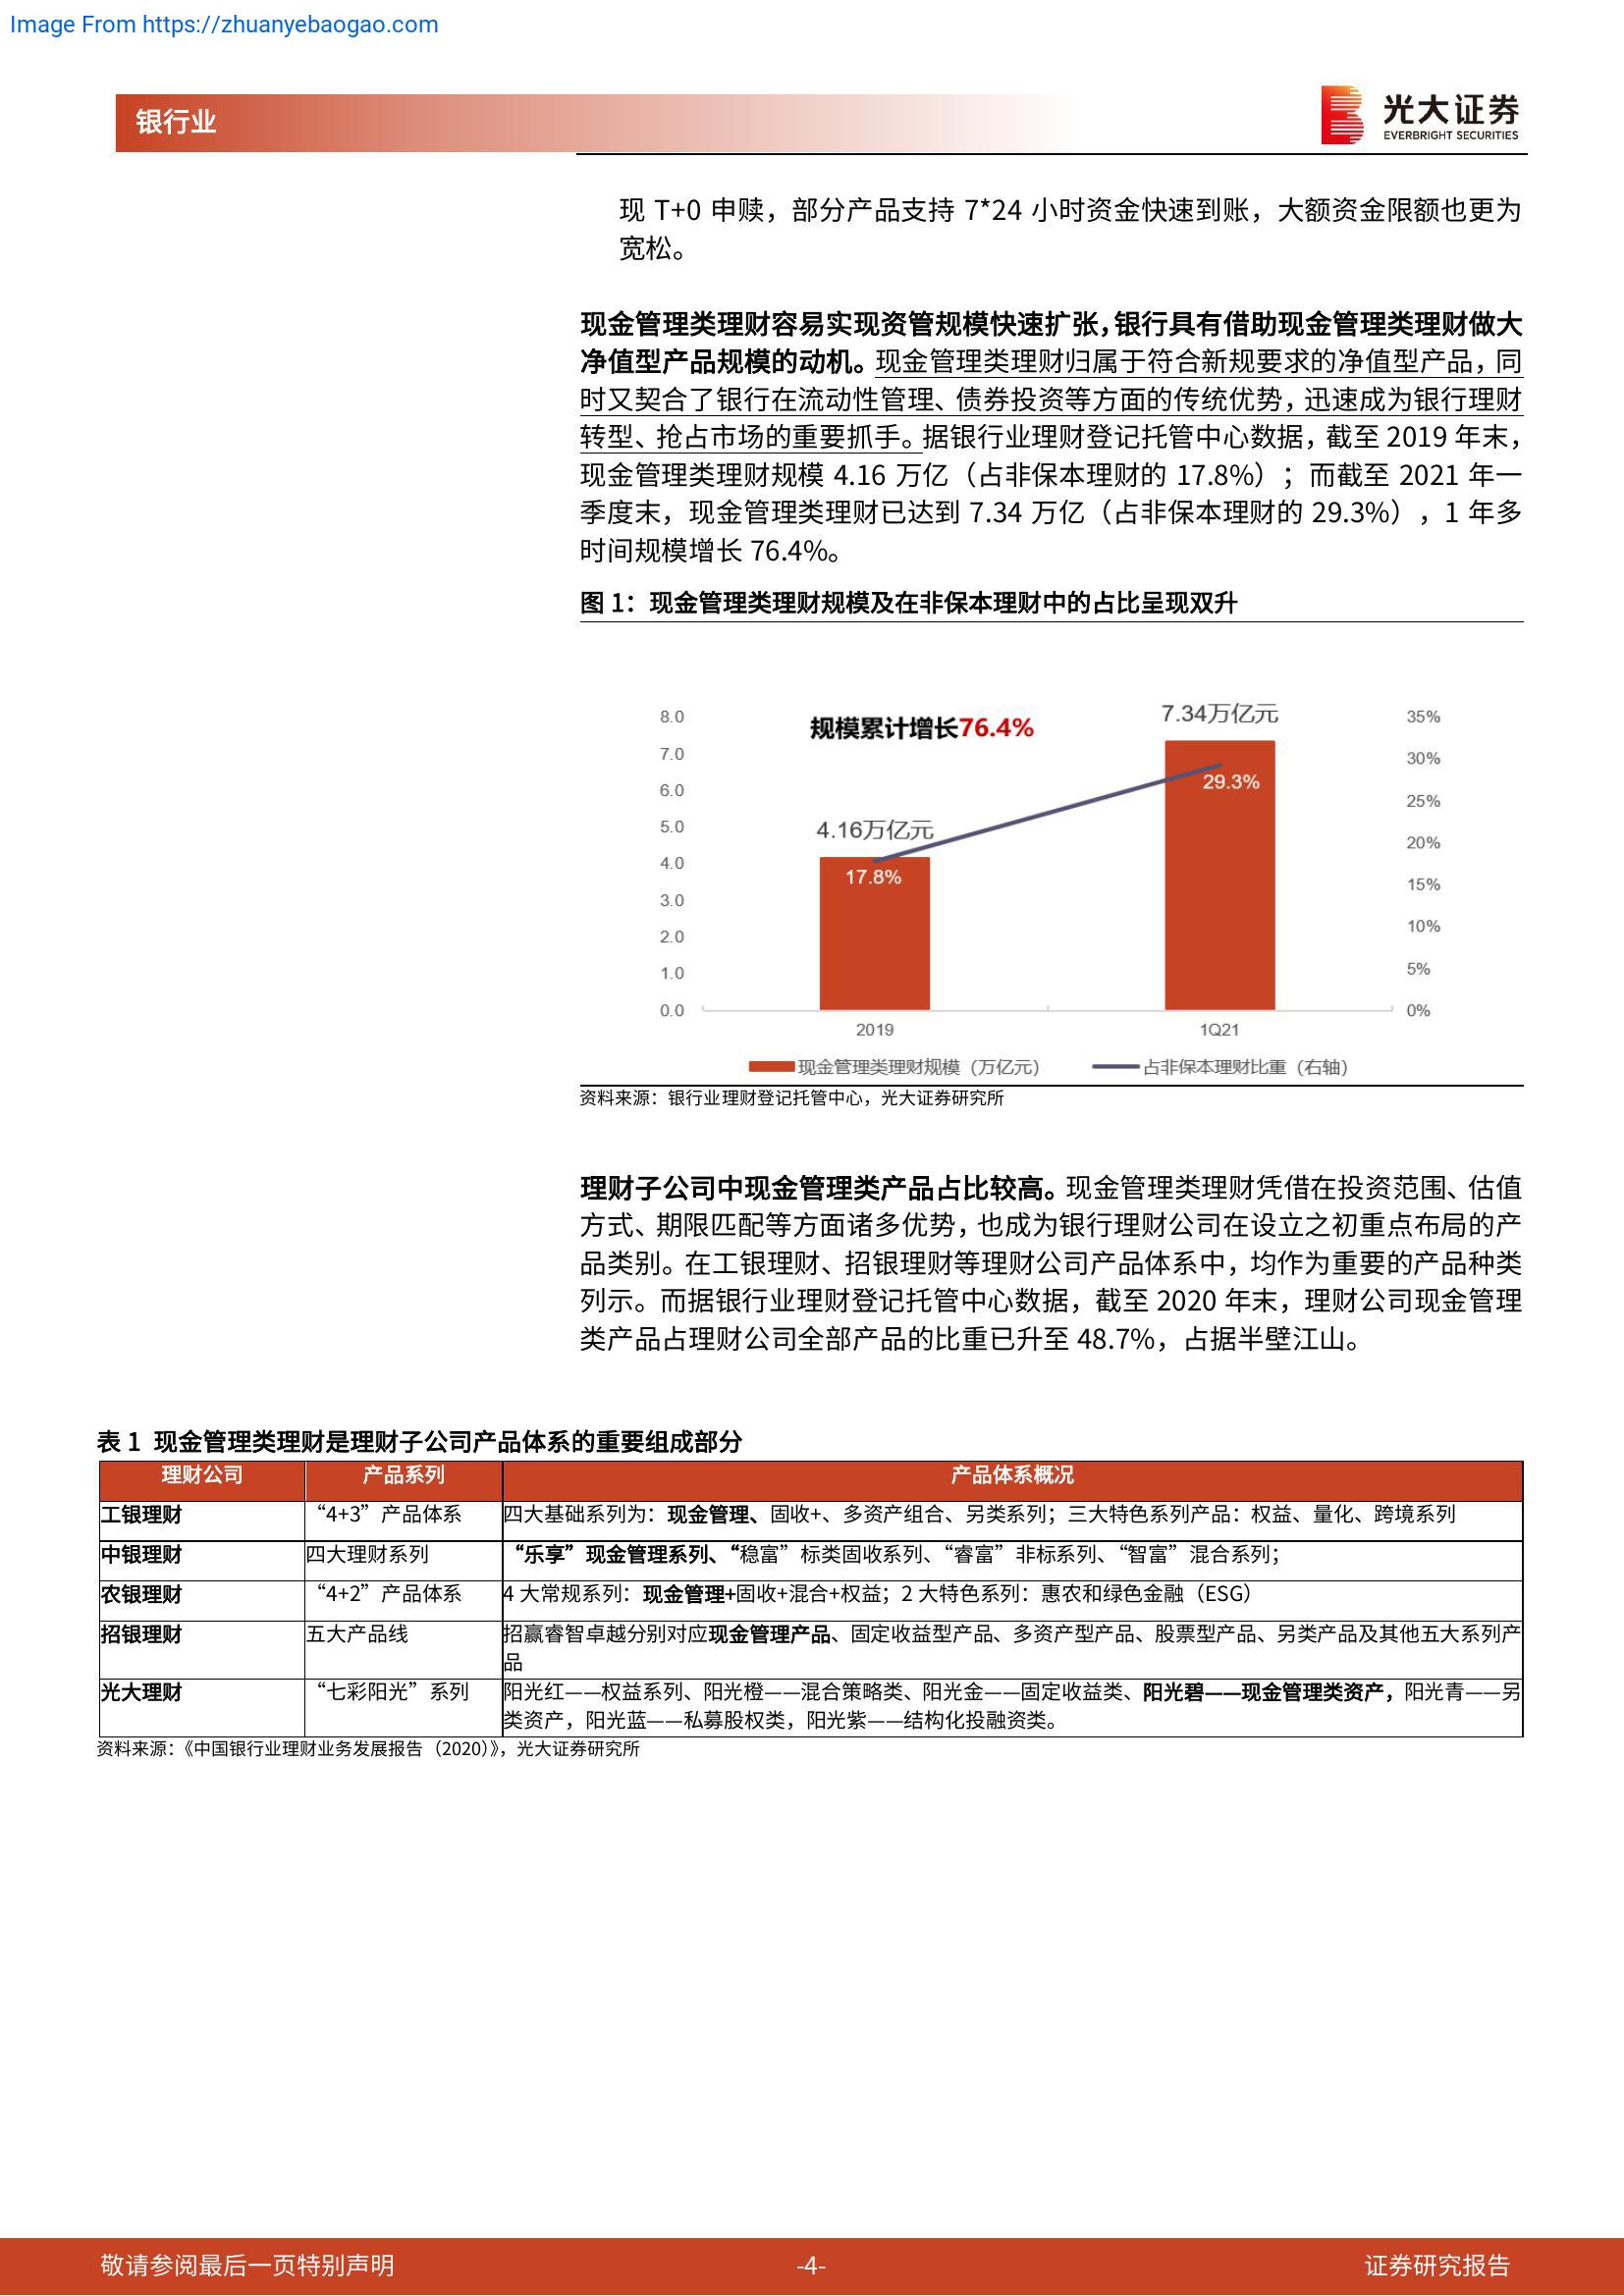 Image From https://zhuanyebaogao.com
银行业
光大证券
EVERBRIGHT SECURITIES
现 T+0 申赎，部分产品支持 7*24 小时资金快速到账，大额资金限额也更为
宽松。
现金管理类理财容易实现资管规模快速扩张，银行具有借助现金管理类理财做大
净值型产品规模的动机。现金管理类理财归属于符合新规要求的净值型产品，同
时又契合了银行在流动性管理、债券投资等方面的传统优势，迅速成为银行理财
转型、抢占市场的重要抓手。据银行业理财登记托管中心数据，截至 2019 年末，
现金管理类理财规模 4.16 万亿（占非保本理财的 17.8%）；而截至 2021 年一
季度末，现金管理类理财已达到 7.34 万亿（占非保本理财的 29.3%），1 年多
时间规模增长 76.4%。
图 1：现金管理类理财规模及在非保本理财中的占比呈现双升
规模累计增长76.4%
8.0
7.0
6.0
5.0
4.0
3.0
2.0
1.0
0.0
4.16万亿元
17.8%
7.34万亿元
29.3%
35%
30%
25%
20%
15%
10%
5%
0%
2019
1Q21
现金管理类理财规模（万亿元）
占非保本理财比重（右轴）
资料来源：银行业理财登记托管中心，光大证券研究所
理财子公司中现金管理类产品占比较高。现金管理类理财凭借在投资范围、估值
方式、期限匹配等方面诸多优势，也成为银行理财公司在设立之初重点布局的产
品类别。在工银理财、招银理财等理财公司产品体系中，均作为重要的产品种类
列示。而据银行业理财登记托管中心数据，截至 2020 年末，理财公司现金管理
类产品占理财公司全部产品的比重已升至 48.7%，占据半壁江山。
表 1 现金管理类理财是理财子公司产品体系的重要组成部分
理财公司 产品系列 产品体系概况
工银理财 “4+3”产品体系 四大基础系列为：现金管理、固收+、多资产组合、另类系列；三大特色系列产品：权益、量化、跨境系列
中银理财 四大理财系列 “乐享”现金管理系列、“稳富”标类固收系列、“睿富”非标系列、“智富”混合系列；
农银理财 “4+2”产品体系 4 大常规系列：现金管理+固收+混合+权益；2 大特色系列：惠农和绿色金融（ESG）
招银理财 五大产品线 招赢睿智卓越分别对应现金管理产品、固定收益型产品、多资产型产品、股票型产品、另类产品及其他五大系列产
品
光大理财 “七彩阳光”系列 阳光红——权益系列、阳光橙——混合策略类、阳光金——固定收益类、阳光碧——现金管理类资产，阳光青——另
类资产，阳光蓝——私募股权类，阳光紫——结构化投融资类。
资料来源：《中国银行业理财业务发展报告（2020）》，光大证券研究所
敬请参阅最后一页特别声明
-4-
证券研究报告